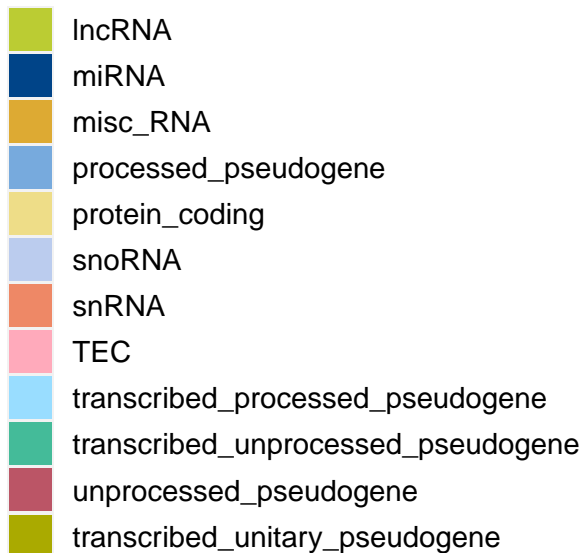 lncRNA
miRNA
misc_RNA
processed_pseudogene
protein_coding
snoRNA
snRNA
TEC
transcribed_processed_pseudogene
transcribed_unprocessed_pseudogene
unprocessed_pseudogene
transcribed_unitary_pseudogene